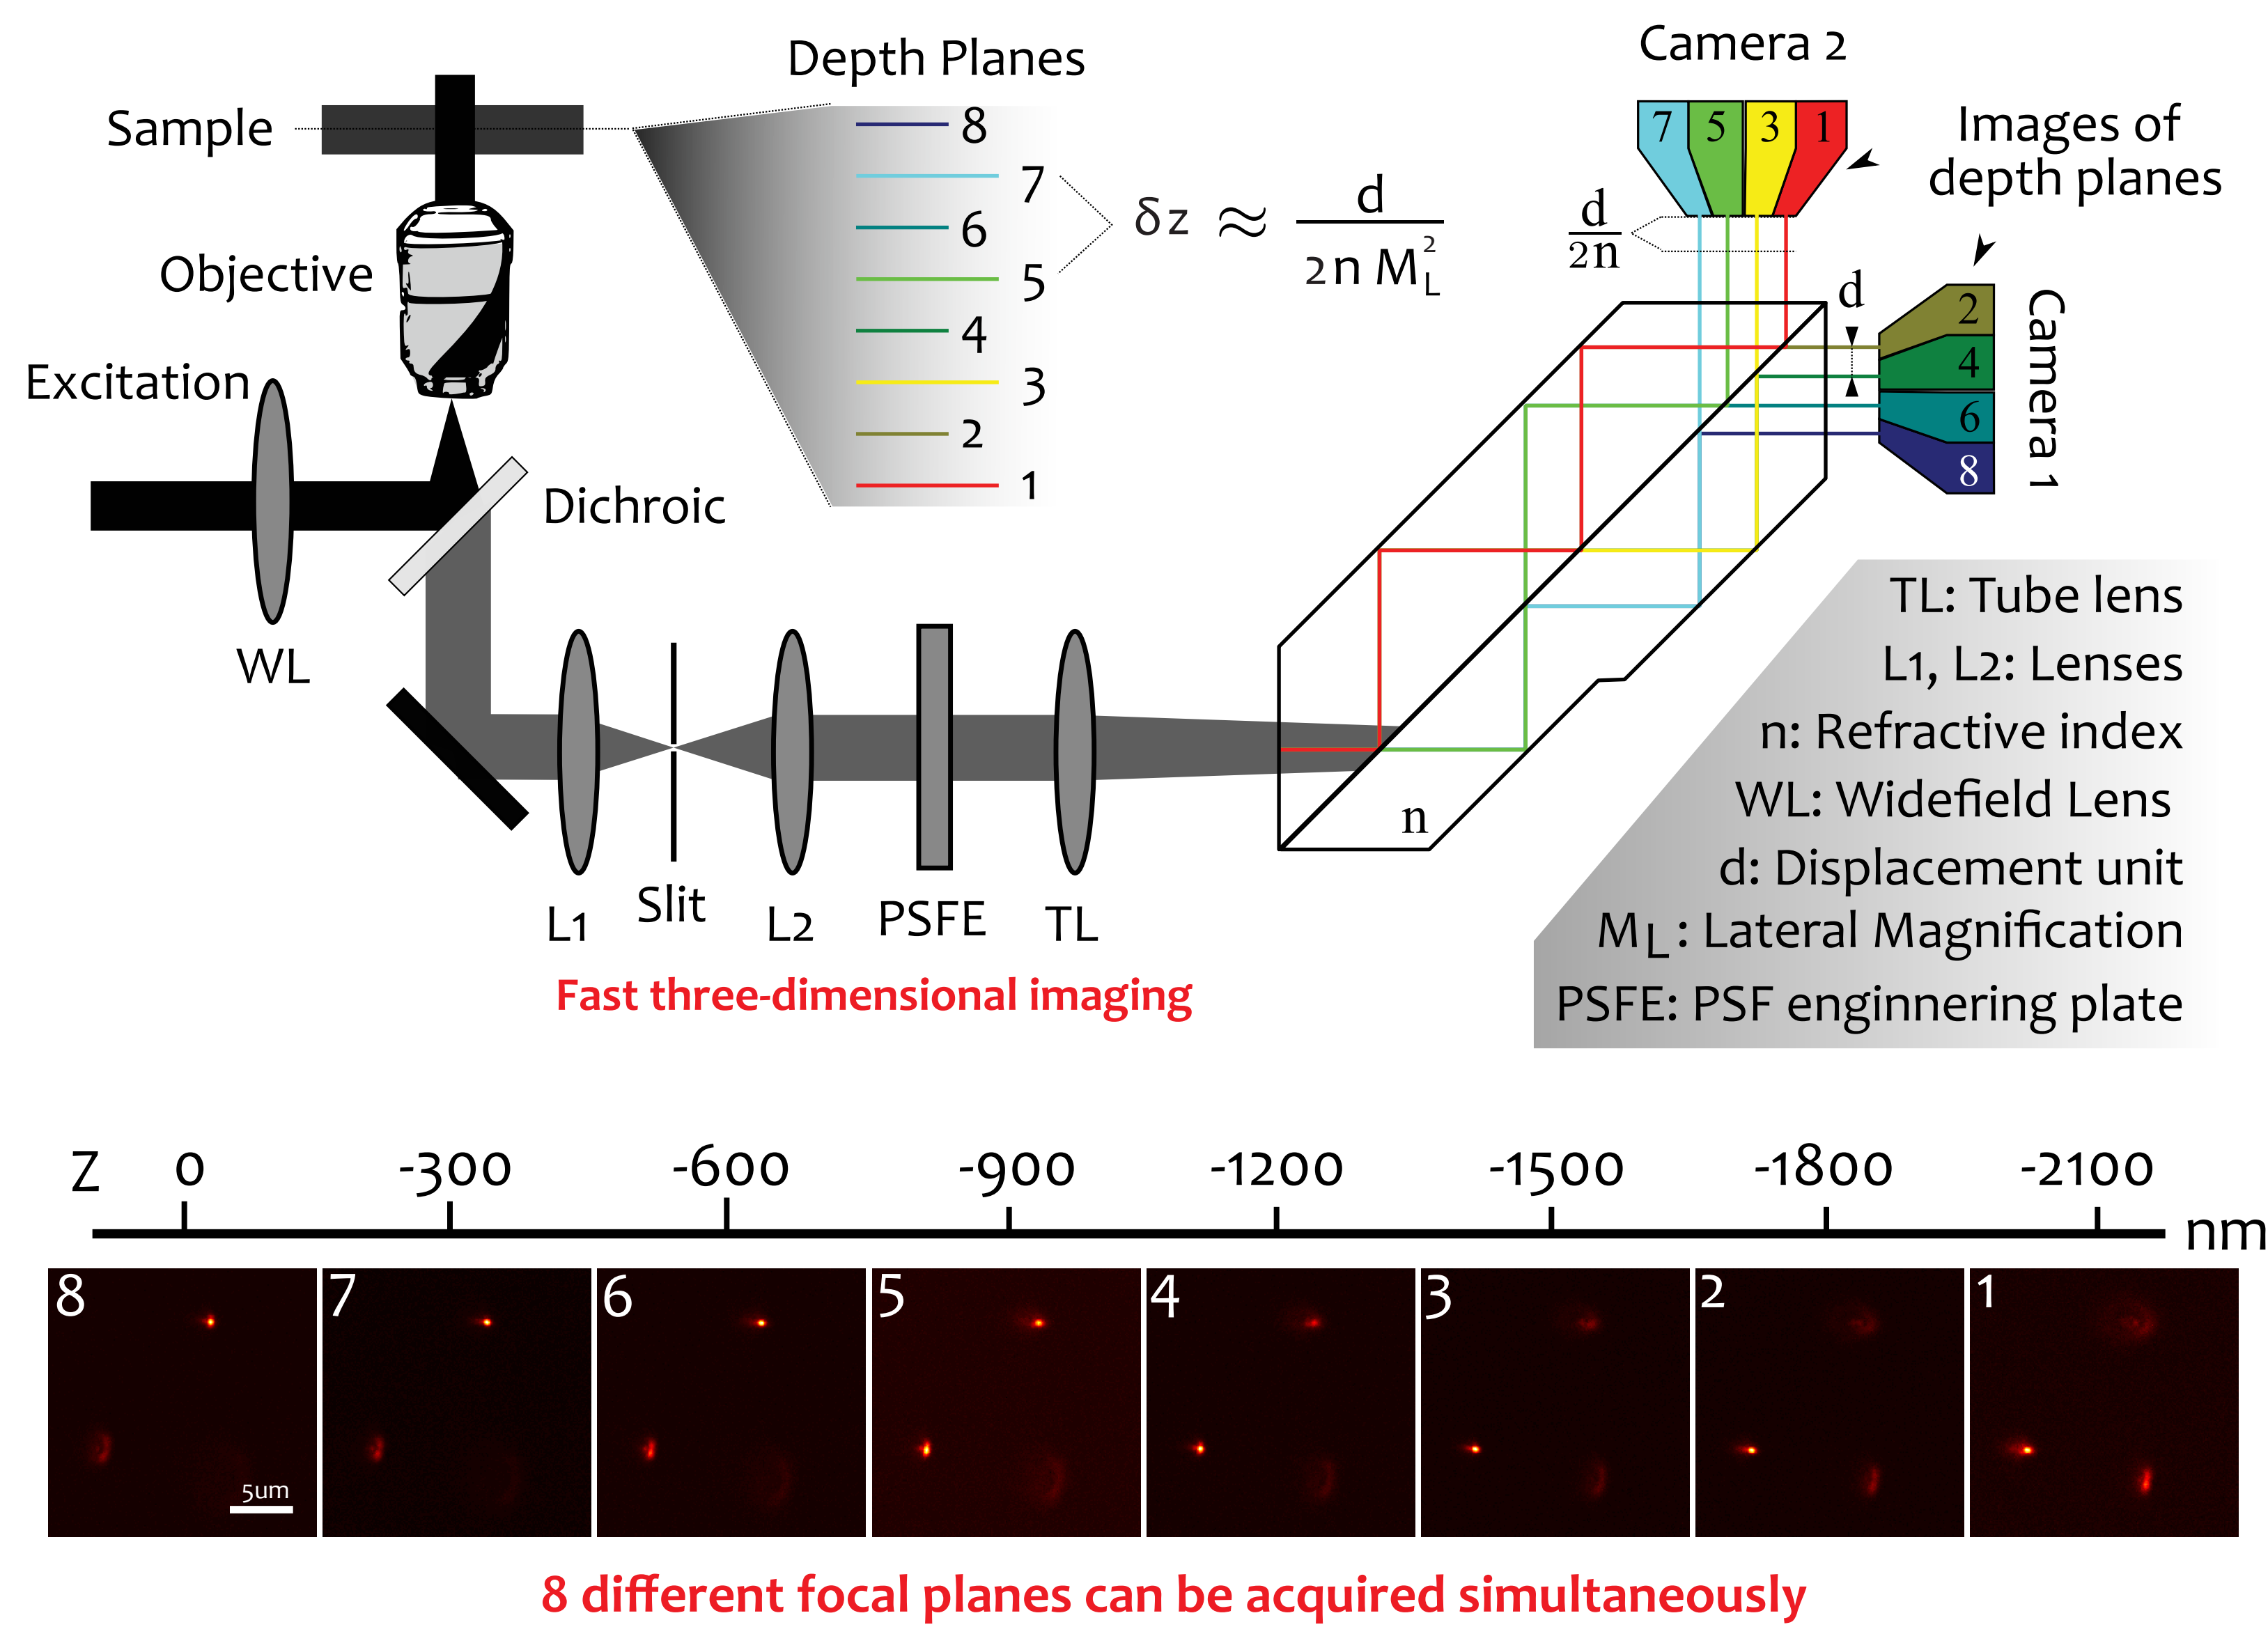 Depth Planes
Camera 2
Sample
8
7
6
5
4
3
2
1
δz ≈ d / 2n M_L^2
7 5 3 1
Images of
depth planes
d
2n
d
2
4
6
8
Camera 1
Objective
Excitation
Dichroic
WL
n
L1
Slit
L2
PSFE
TL
Fast three-dimensional imaging
TL: Tube lens
L1, L2: Lenses
n: Refractive index
WL: Widefield Lens
d: Displacement unit
M_L: Lateral Magnification
PSFE: PSF enginnering plate
Z 0 -300 -600 -900 -1200 -1500 -1800 -2100
nm
8 7 6 5 4 3 2 1
5um
8 different focal planes can be acquired simultaneously